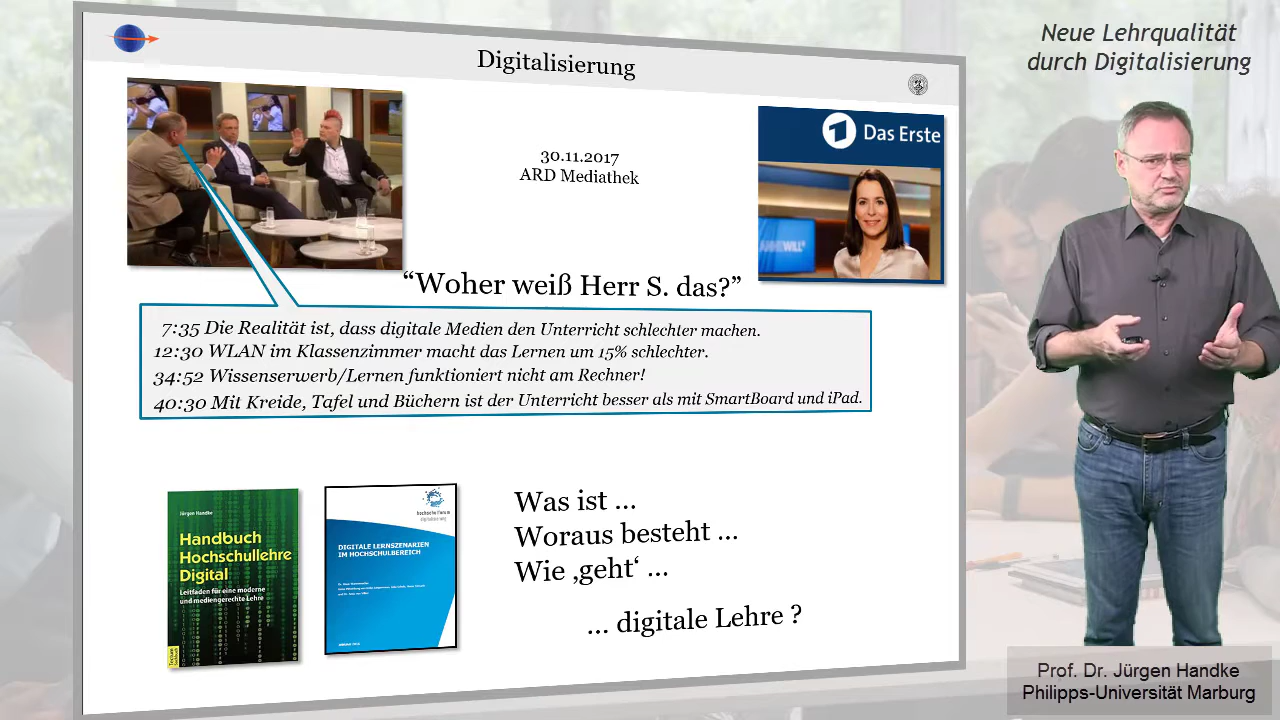 Neue Lehrqualität
durch Digitalisierung
Digitalisierung
30.11.2017
ARD Mediathek
Das Erste
ANNE WILL
“Woher weiß Herr S. das?”
7:35 Die Realität ist, dass digitale Medien den Unterricht schlechter machen.
12:30 WLAN im Klassenzimmer macht das Lernen um 15% schlechter.
34:52 Wissenserwerb/Lernen funktioniert nicht am Rechner!
40:30 Mit Kreide, Tafel und Büchern ist der Unterricht besser als mit SmartBoard und iPad.
Jürgen Handke
Handbuch
Hochschullehre
Digital
Leitfaden für eine moderne
und mediengerechte Lehre
hochschulforum
digitalisierung
DIGITALE LERNSZENARIEN
IM HOCHSCHULBEREICH
Was ist ...
Woraus besteht ...
Wie ‚geht‘ ...
... digitale Lehre ?
Prof. Dr. Jürgen Handke
Philipps-Universität Marburg